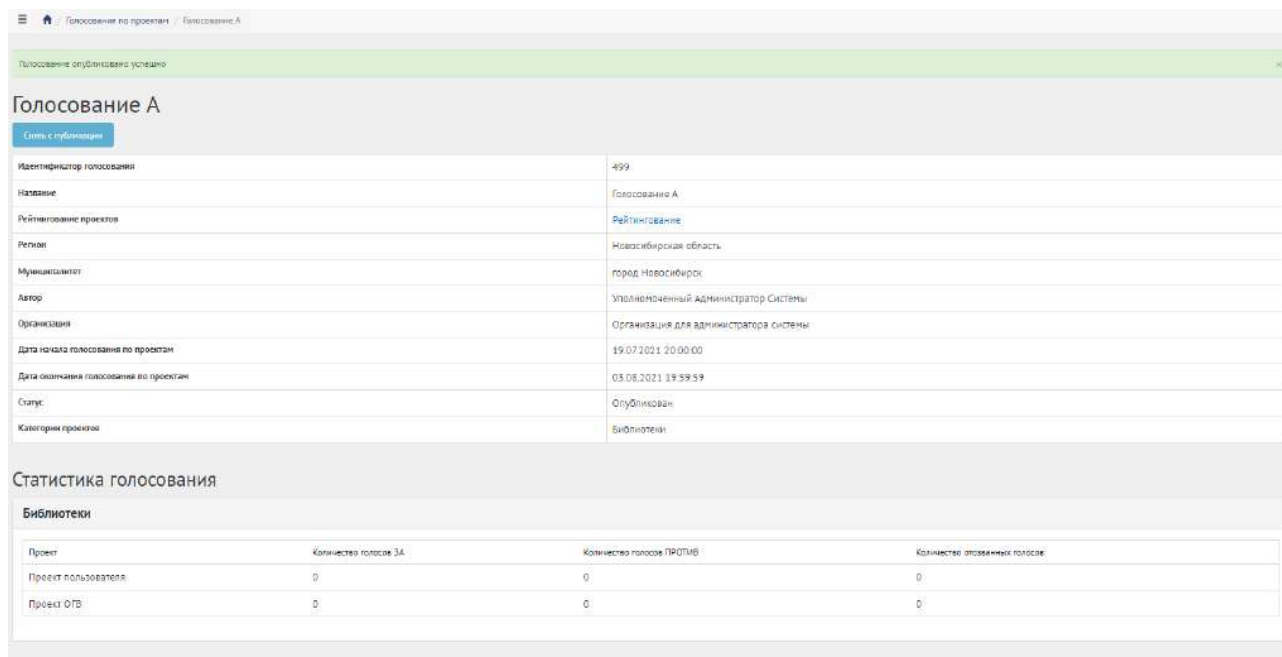 Голосования по проектам / Голосование А
Голосование опубликовано успешно
Голосование А
Снять с публикации
Идентификатор голосования 499
Название Голосование А
Рейтингование проектов Рейтингование
Регион Новосибирская область
Муниципалитет город Новосибирск
Автор Уполномоченный Администратор Системы
Организация Организация для администратора системы
Дата начала голосования по проектам 19.07.2021 20:00:00
Дата окончания голосования по проектам 03.08.2021 19:59:59
Статус Опубликован
Категории проектов Библиотеки
Статистика голосования
Библиотеки
Проект Количество голосов ЗА Количество голосов ПРОТИВ Количество отозванных голосов
Проект пользователя 0 0 0
Проект ОГВ 0 0 0